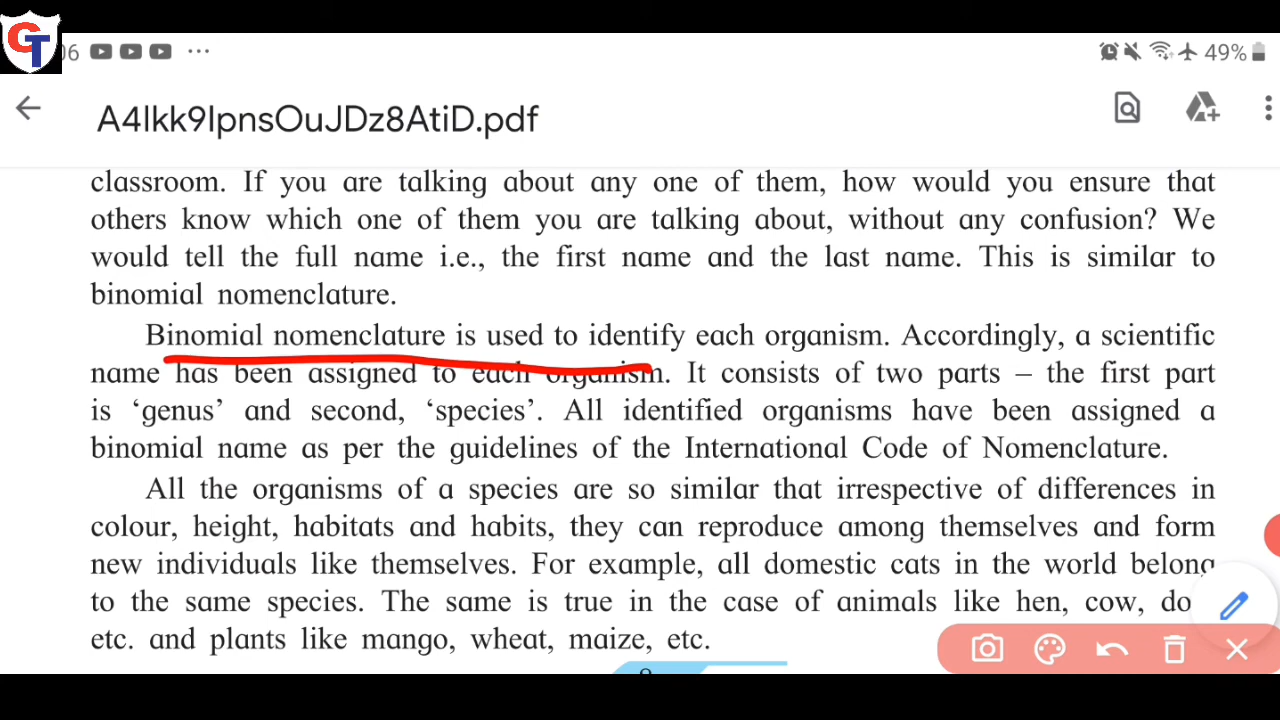 GT
06 ... 49%
A4lkk9IpnsOuJDz8AtiD.pdf
classroom. If you are talking about any one of them, how would you ensure that
others know which one of them you are talking about, without any confusion? We
would tell the full name i.e., the first name and the last name. This is similar to
binomial nomenclature.
Binomial nomenclature is used to identify each organism. Accordingly, a scientific
name has been assigned to each organism. It consists of two parts – the first part
is ‘genus’ and second, ‘species’. All identified organisms have been assigned a
binomial name as per the guidelines of the International Code of Nomenclature.
All the organisms of a species are so similar that irrespective of differences in
colour, height, habitats and habits, they can reproduce among themselves and form
new individuals like themselves. For example, all domestic cats in the world belong
to the same species. The same is true in the case of animals like hen, cow, do
etc. and plants like mango, wheat, maize, etc.